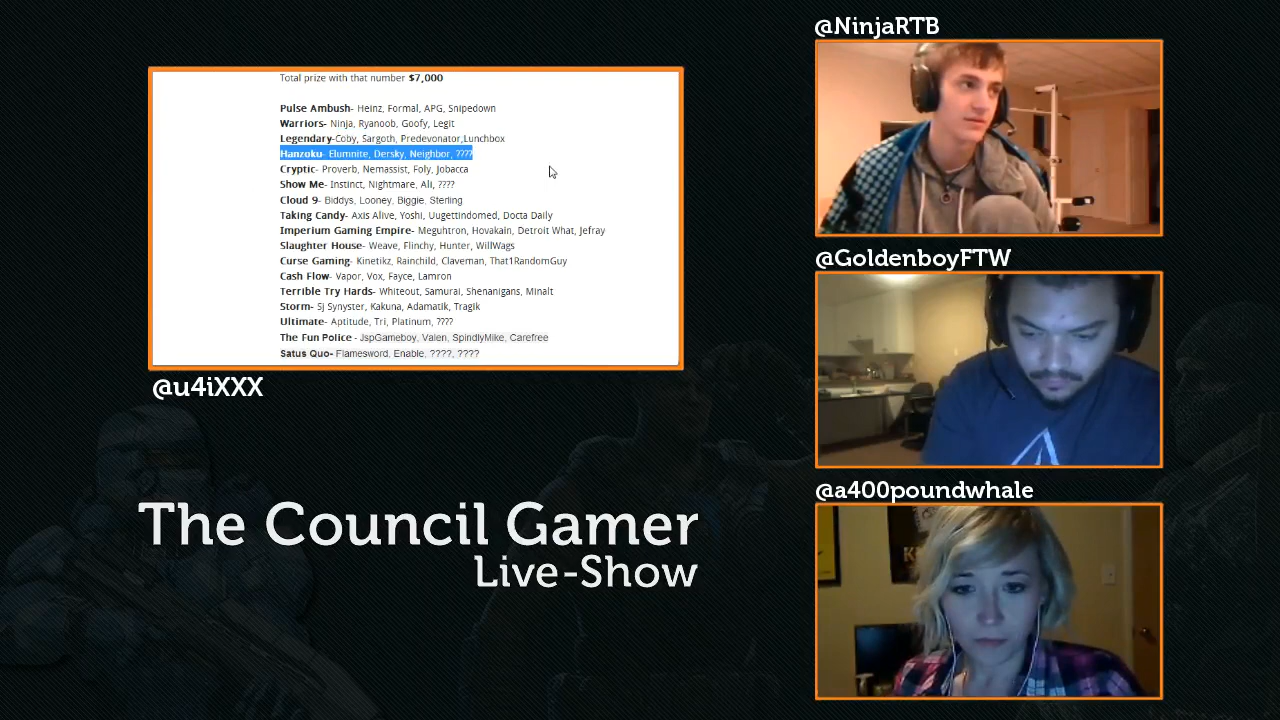 Total prize with that number $7,000
Pulse Ambush- Heinz, Formal, APG, Snipedown
Warriors- Ninja, Ryanoob, Goofy, Legit
Legendary-Coby, Sargoth, Predevonator,Lunchbox
Hanzoku- Elumnite, Dersky, Neighbor, ????
Cryptic- Proverb, Nemassist, Foly, Jobacca
Show Me- Instinct, Nightmare, Ali, ????
Cloud 9- Biddys, Looney, Biggie, Sterling
Taking Candy- Axis Alive, Yoshi, Uugettindomed, Docta Daily
Imperium Gaming Empire- Meguhtron, Hovakain, Detroit What, Jefray
Slaughter House- Weave, Flinchy, Hunter, WillWags
Curse Gaming- Kinetikz, Rainchild, Claveman, That1RandomGuy
Cash Flow- Vapor, Vox, Fayce, Lamron
Terrible Try Hards- Whiteout, Samurai, Shenanigans, Minalt
Storm- Sj Synyster, Kakuna, Adamatik, Tragik
Ultimate- Aptitude, Tri, Platinum, ????
The Fun Police - JspGameboy, Valen, SpindlyMike, Carefree
Satus Quo- Flamesword, Enable, ????, ????
@u4iXXX
The Council Gamer
Live-Show
@NinjaRTB
@GoldenboyFTW
@a400poundwhale